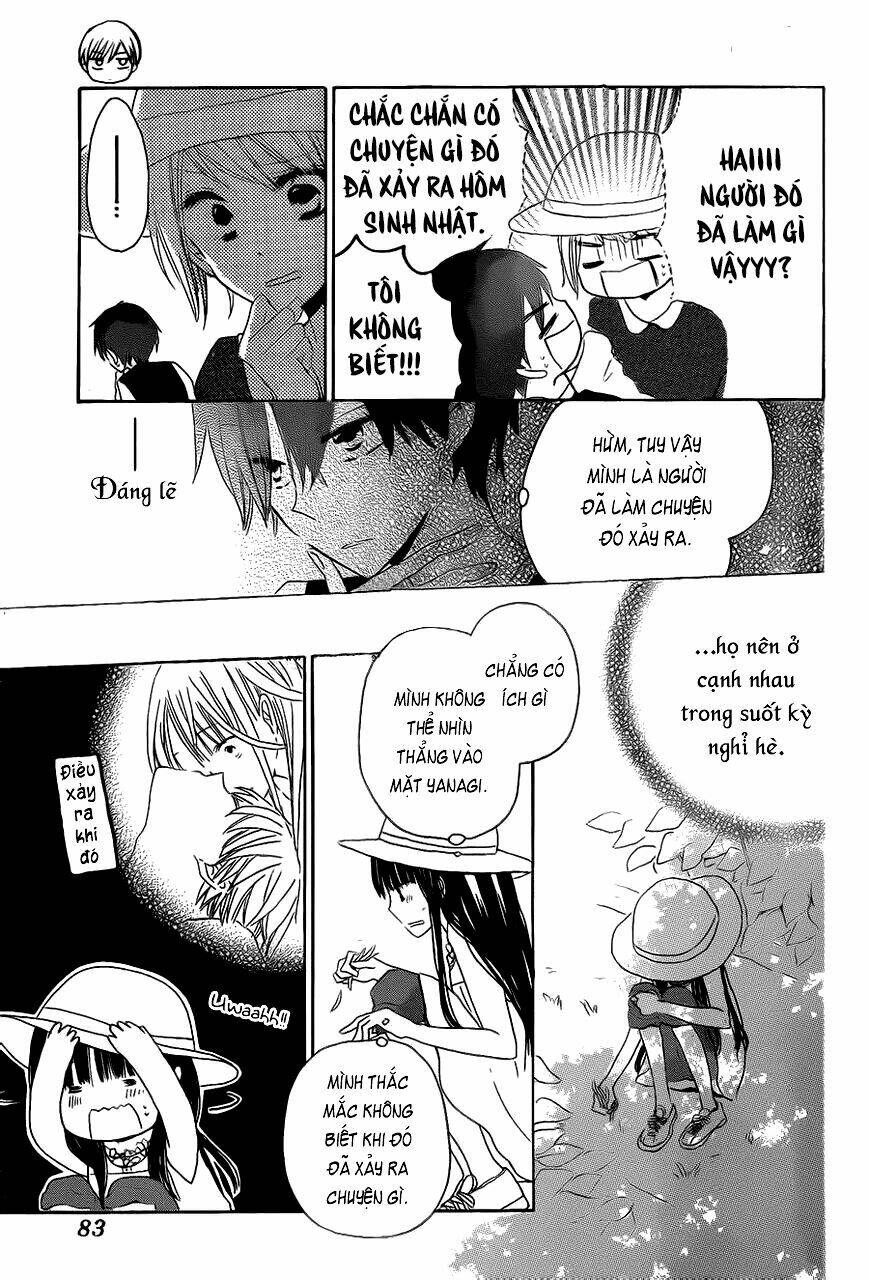 HAIIII
NGƯỜI ĐÓ
ĐÃ LÀM GÌ
VẬYYY?
CHẮC CHẮN CÓ
CHUYỆN GÌ ĐÓ
ĐÃ XẢY RA HÔM
SINH NHẬT.
TÔI
KHÔNG
BIẾT!!!
HỪM, TUY VẬY
MÌNH LÀ NGƯỜI
ĐÃ LÀM CHUYỆN
ĐÓ XẢY RA.
Đáng lẽ
...họ nên ở
cạnh nhau
trong suốt kỳ
nghỉ hè.
CHẲNG CÓ
ÍCH GÌ
MÌNH KHÔNG
THỂ NHÌN
THẲNG VÀO
MẶT YANAGI.
MÌNH THẮC
MẮC KHÔNG
BIẾT KHI ĐÓ
ĐÃ XẢY RA
CHUYỆN GÌ.
Điều
xảy
ra
khi
đó
Uwaahh!!
83